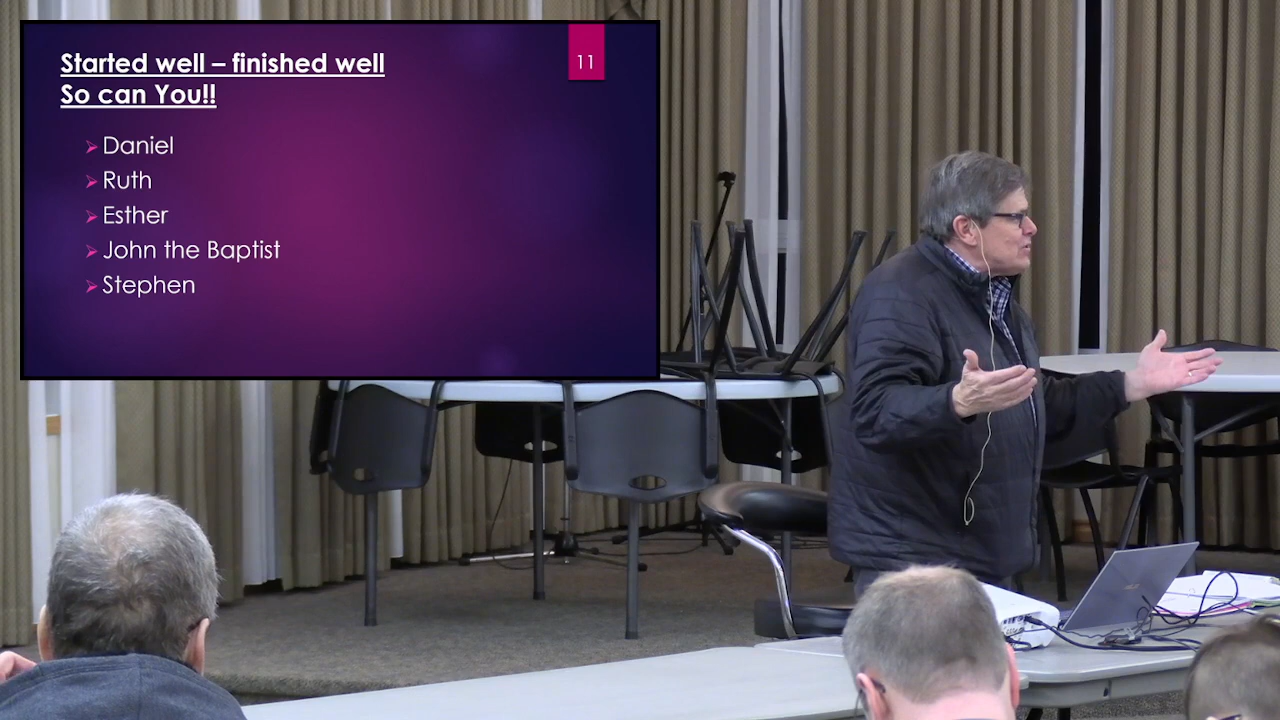 Started well – finished well
So can You!!
11
Daniel
Ruth
Esther
John the Baptist
Stephen